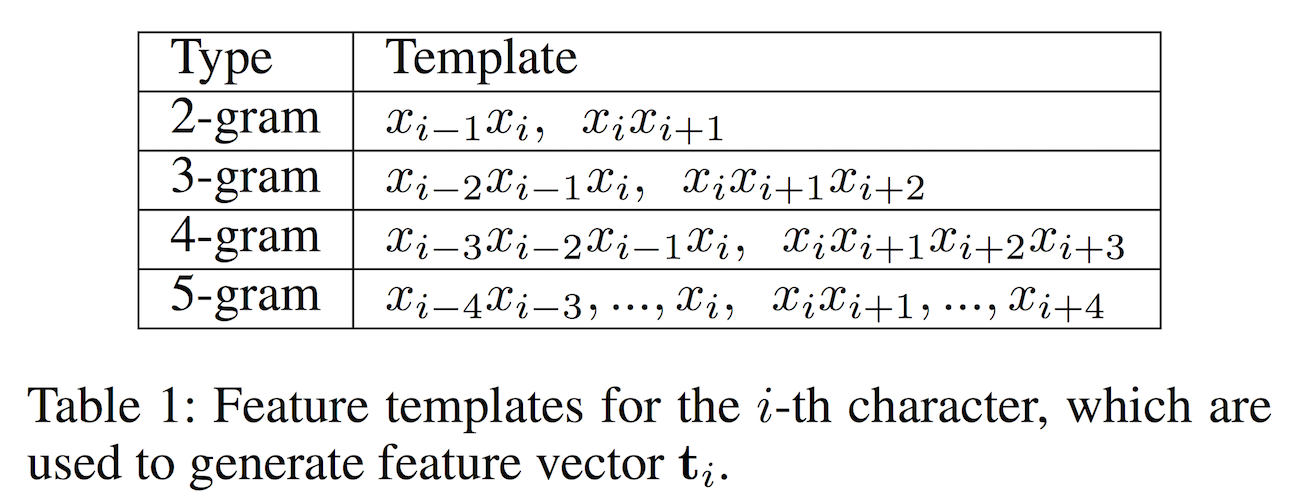 Type Template
2-gram $x_{i-1}x_i, \; x_ix_{i+1}$
3-gram $x_{i-2}x_{i-1}x_i, \; x_ix_{i+1}x_{i+2}$
4-gram $x_{i-3}x_{i-2}x_{i-1}x_i, \; x_ix_{i+1}x_{i+2}x_{i+3}$
5-gram $x_{i-4}x_{i-3}, ..., x_i, \; x_ix_{i+1}, ..., x_{i+4}$
Table 1: Feature templates for the $i$-th character, which are
used to generate feature vector $\mathbf{t}_i$.